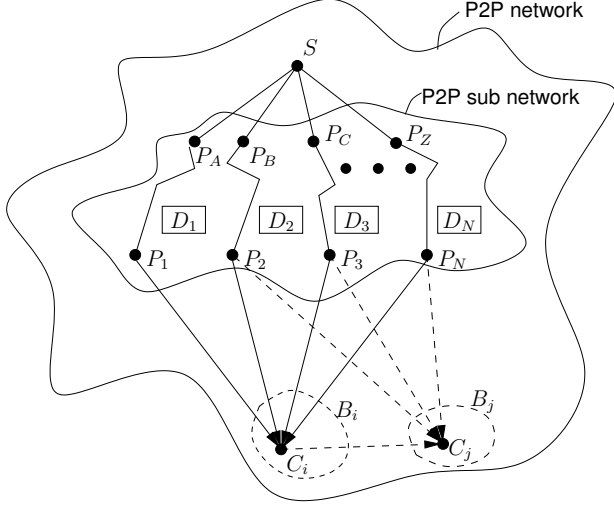 P2P network
S
P2P sub network
P_A P_B P_C P_Z
D_1 D_2 D_3 D_N
P_1 P_2 P_3 P_N
B_i B_j
C_i C_j